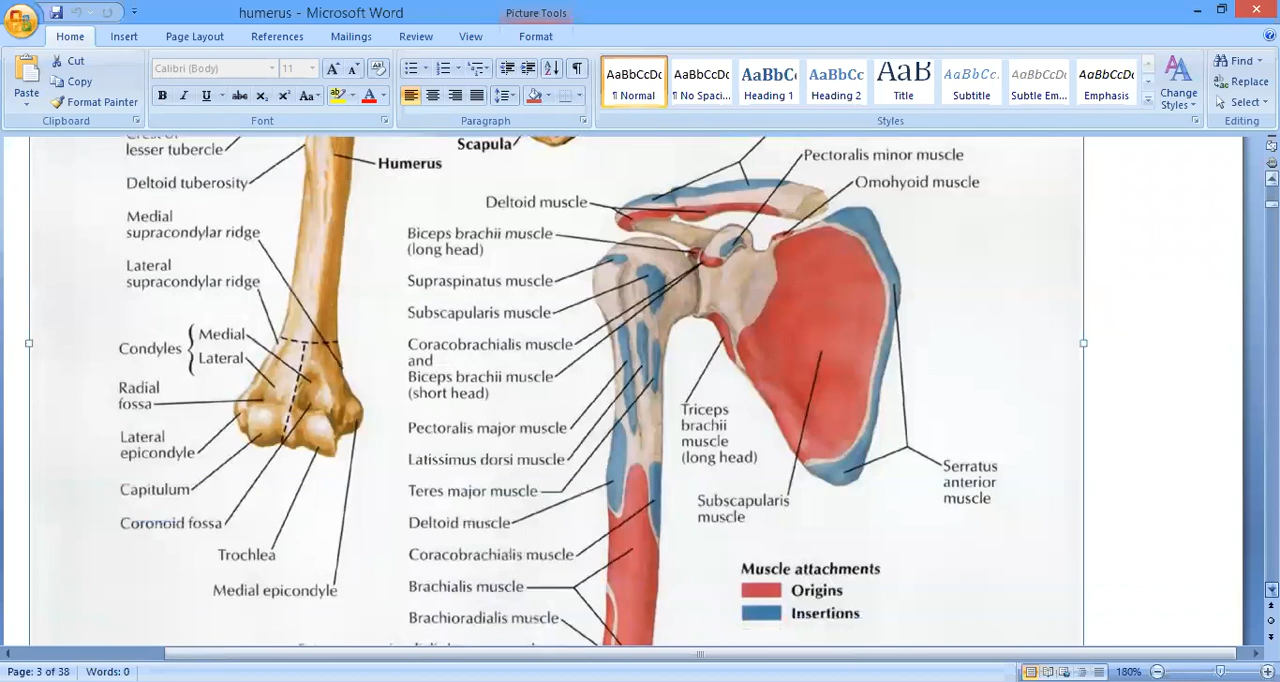 humerus - Microsoft Word
Picture Tools
Home
Insert
Page Layout
References
Mailings
Review
View
Format
Paste
Cut
Copy
Format Painter
Clipboard
Calibri (Body)
11
Font
Paragraph
AaBbCcDc
¶ Normal
AaBbCcDc
¶ No Spaci...
AaBbC
Heading 1
AaBbCc
Heading 2
AaB
Title
AaBbCc.
Subtitle
AaBbCcDc
Subtle Em...
AaBbCcDc
Emphasis
Change
Styles
Styles
Find
Replace
Select
Editing
Crest of
lesser tubercle
Deltoid tuberosity
Medial
supracondylar ridge
Lateral
supracondylar ridge
Condyles
Medial
Lateral
Radial
fossa
Lateral
epicondyle
Capitulum
Coronoid fossa
Trochlea
Medial epicondyle
Humerus
Scapula
Deltoid muscle
Biceps brachii muscle
(long head)
Supraspinatus muscle
Subscapularis muscle
Coracobrachialis muscle
and
Biceps brachii muscle
(short head)
Pectoralis major muscle
Latissimus dorsi muscle
Teres major muscle
Deltoid muscle
Coracobrachialis muscle
Brachialis muscle
Brachioradialis muscle
Pectoralis minor muscle
Omohyoid muscle
Triceps
brachii
muscle
(long head)
Subscapularis
muscle
Serratus
anterior
muscle
Muscle attachments
Origins
Insertions
Page: 3 of 38
Words: 0
180%